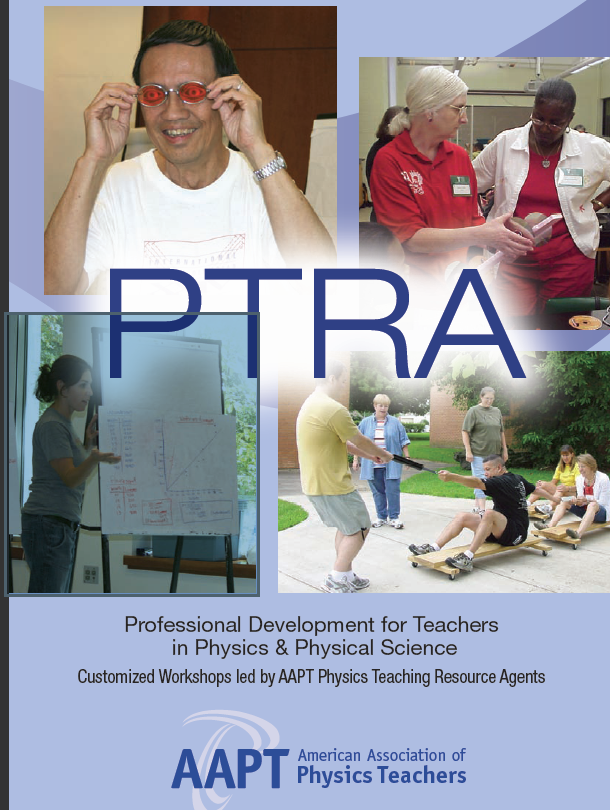 INTERNATIONAL
PTRA
Professional Development for Teachers
in Physics & Physical Science
Customized Workshops led by AAPT Physics Teaching Resource Agents
AAPT
American Association of
Physics Teachers